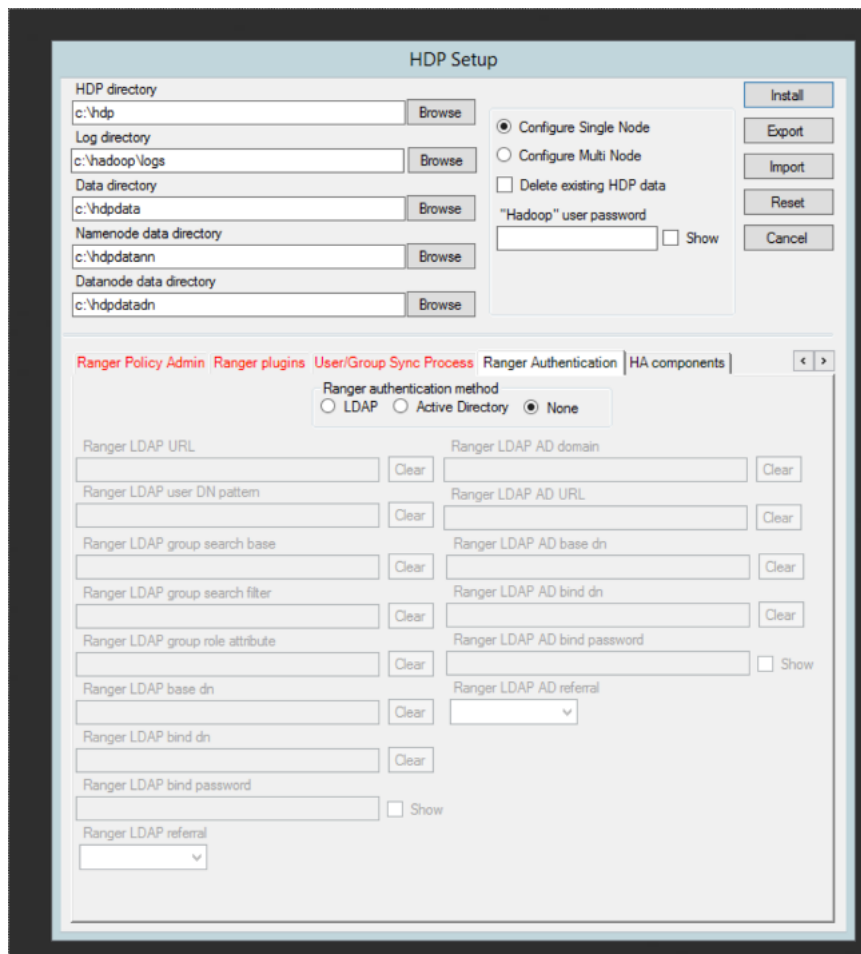 HDP Setup
HDP directory
c:\hdp
Browse
Log directory
c:\hadoop\logs
Browse
Data directory
c:\hdpdata
Browse
Namenode data directory
c:\hdpdatann
Browse
Datanode data directory
c:\hdpdatadn
Browse
Configure Single Node
Configure Multi Node
Delete existing HDP data
"Hadoop" user password
Show
Install
Export
Import
Reset
Cancel
Ranger Policy Admin Ranger plugins User/Group Sync Process Ranger Authentication HA components < >
Ranger authentication method
LDAP Active Directory None
Ranger LDAP URL
Clear
Ranger LDAP user DN pattern
Clear
Ranger LDAP group search base
Clear
Ranger LDAP group search filter
Clear
Ranger LDAP group role attribute
Clear
Ranger LDAP base dn
Clear
Ranger LDAP bind dn
Clear
Ranger LDAP bind password
Show
Ranger LDAP referral
Ranger LDAP AD domain
Clear
Ranger LDAP AD URL
Clear
Ranger LDAP AD base dn
Clear
Ranger LDAP AD bind dn
Clear
Ranger LDAP AD bind password
Show
Ranger LDAP AD referral